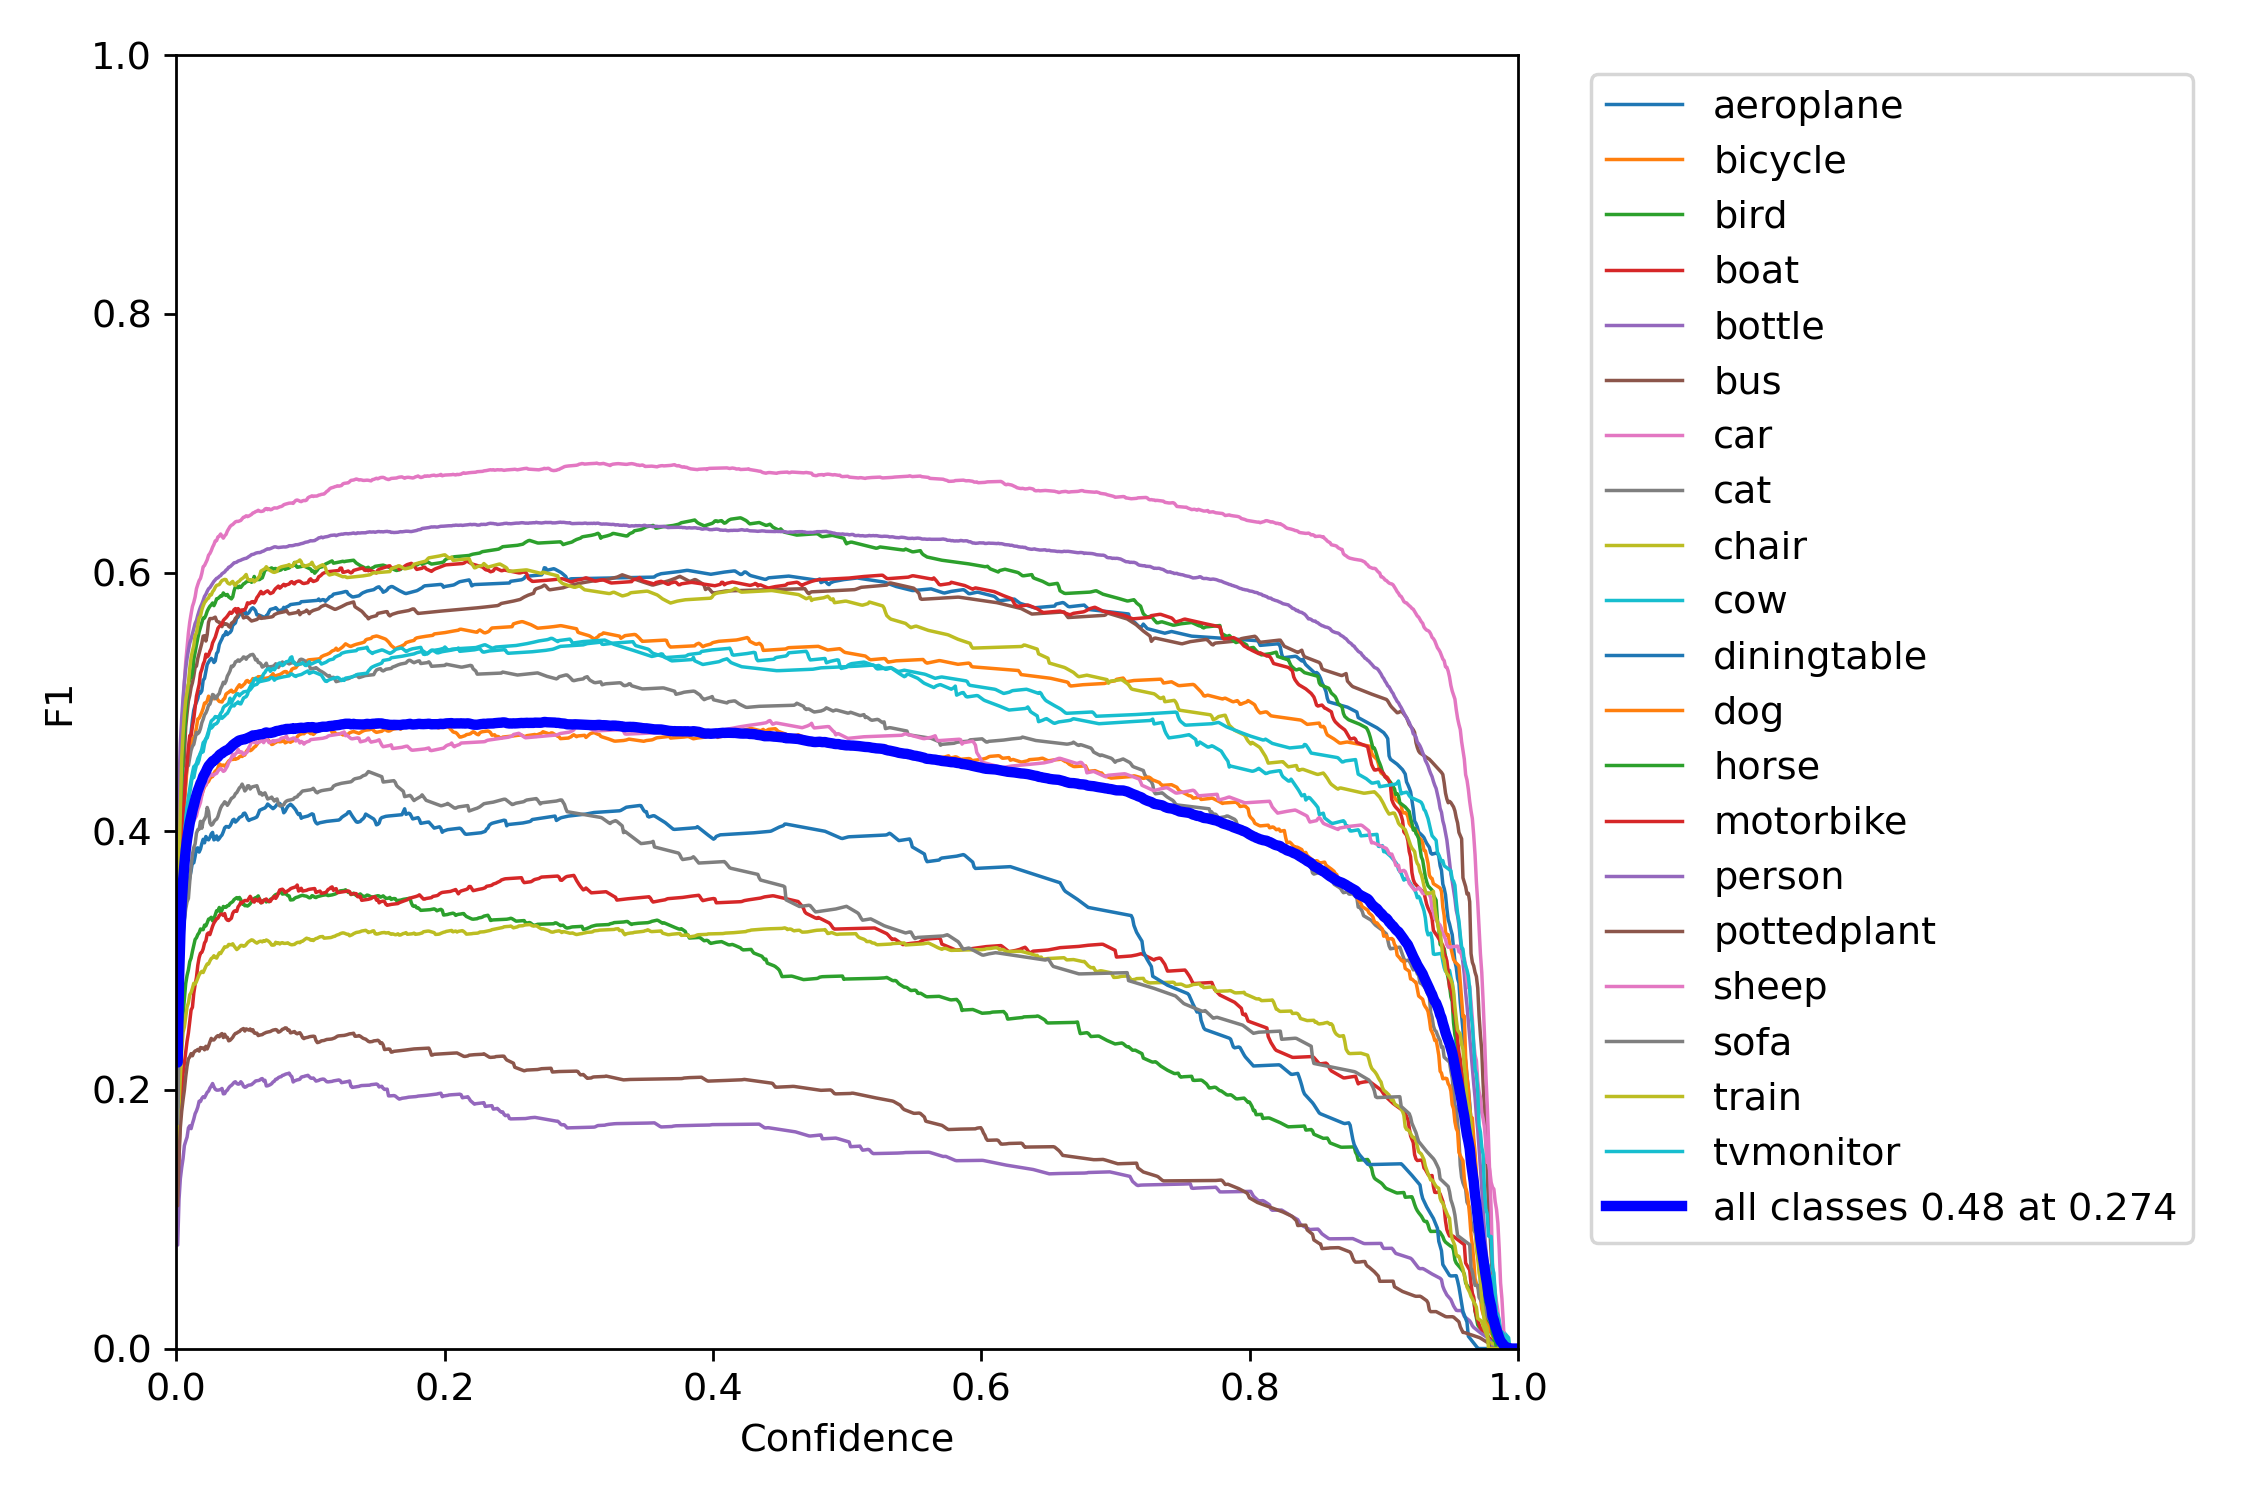 1.0
0.8
0.6
0.4
0.2
0.0
F1
0.0 0.2 0.4 0.6 0.8 1.0
Confidence
aeroplane
bicycle
bird
boat
bottle
bus
car
cat
chair
cow
diningtable
dog
horse
motorbike
person
pottedplant
sheep
sofa
train
tvmonitor
all classes 0.48 at 0.274